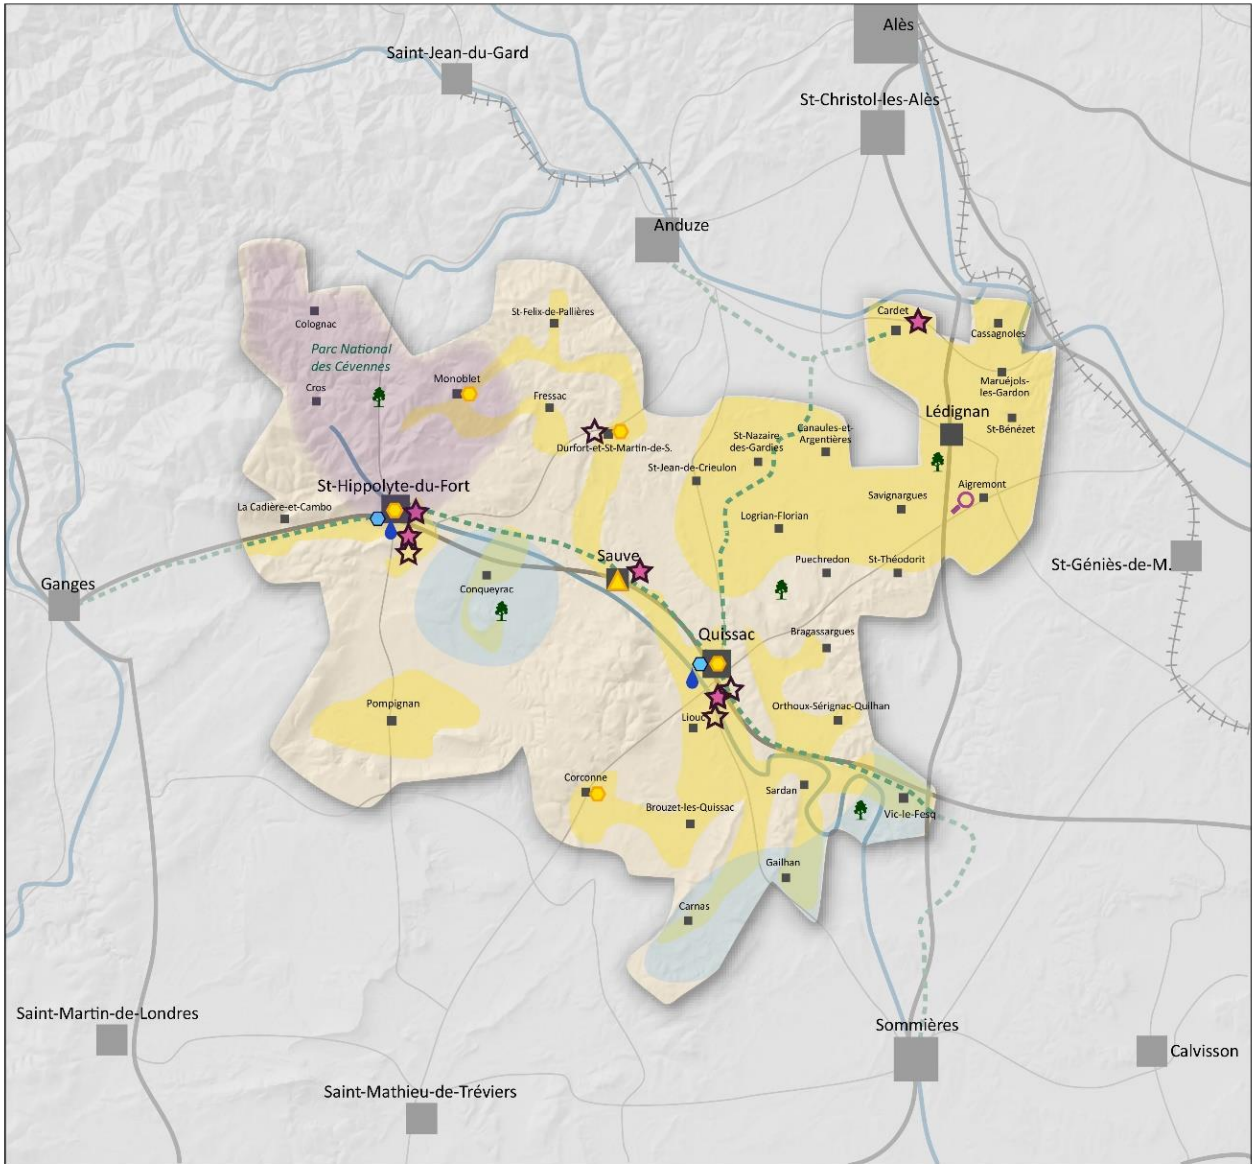 Alès
Saint-Jean-du-Gard
St-Christol-les-Alès
Anduze
St-Felix-de-Pallières
Cardet
Colognac
Cassagnoles
Parc National
des Cévennes
Monoblet
Maruéjols-
les-Gardon
Cros
Fressac
Lédignan
St-Bénézet
St-Nazaire
des-Gardies
Canaules-et-
Argentières
Durfort-et-St-Martin-de-S.
St-Jean-de-Crieulon
St-Hippolyte-du-Fort
Savignargues
Aigremont
La Cadière-et-Cambo
Logrian-Florian
Sauve
Puechredon
St-Théodorit
St-Géniès-de-M.
Ganges
Conqueyrac
Quissac
Bragassargues
Pompignan
Orthoux-Sérignac-Quilhan
Liouc
Corconne
Sardan
Brouzet-les-Quissac
Vic-le-Fesq
Gailhan
Carnas
Saint-Martin-de-Londres
Sommières
Calvisson
Saint-Mathieu-de-Tréviers